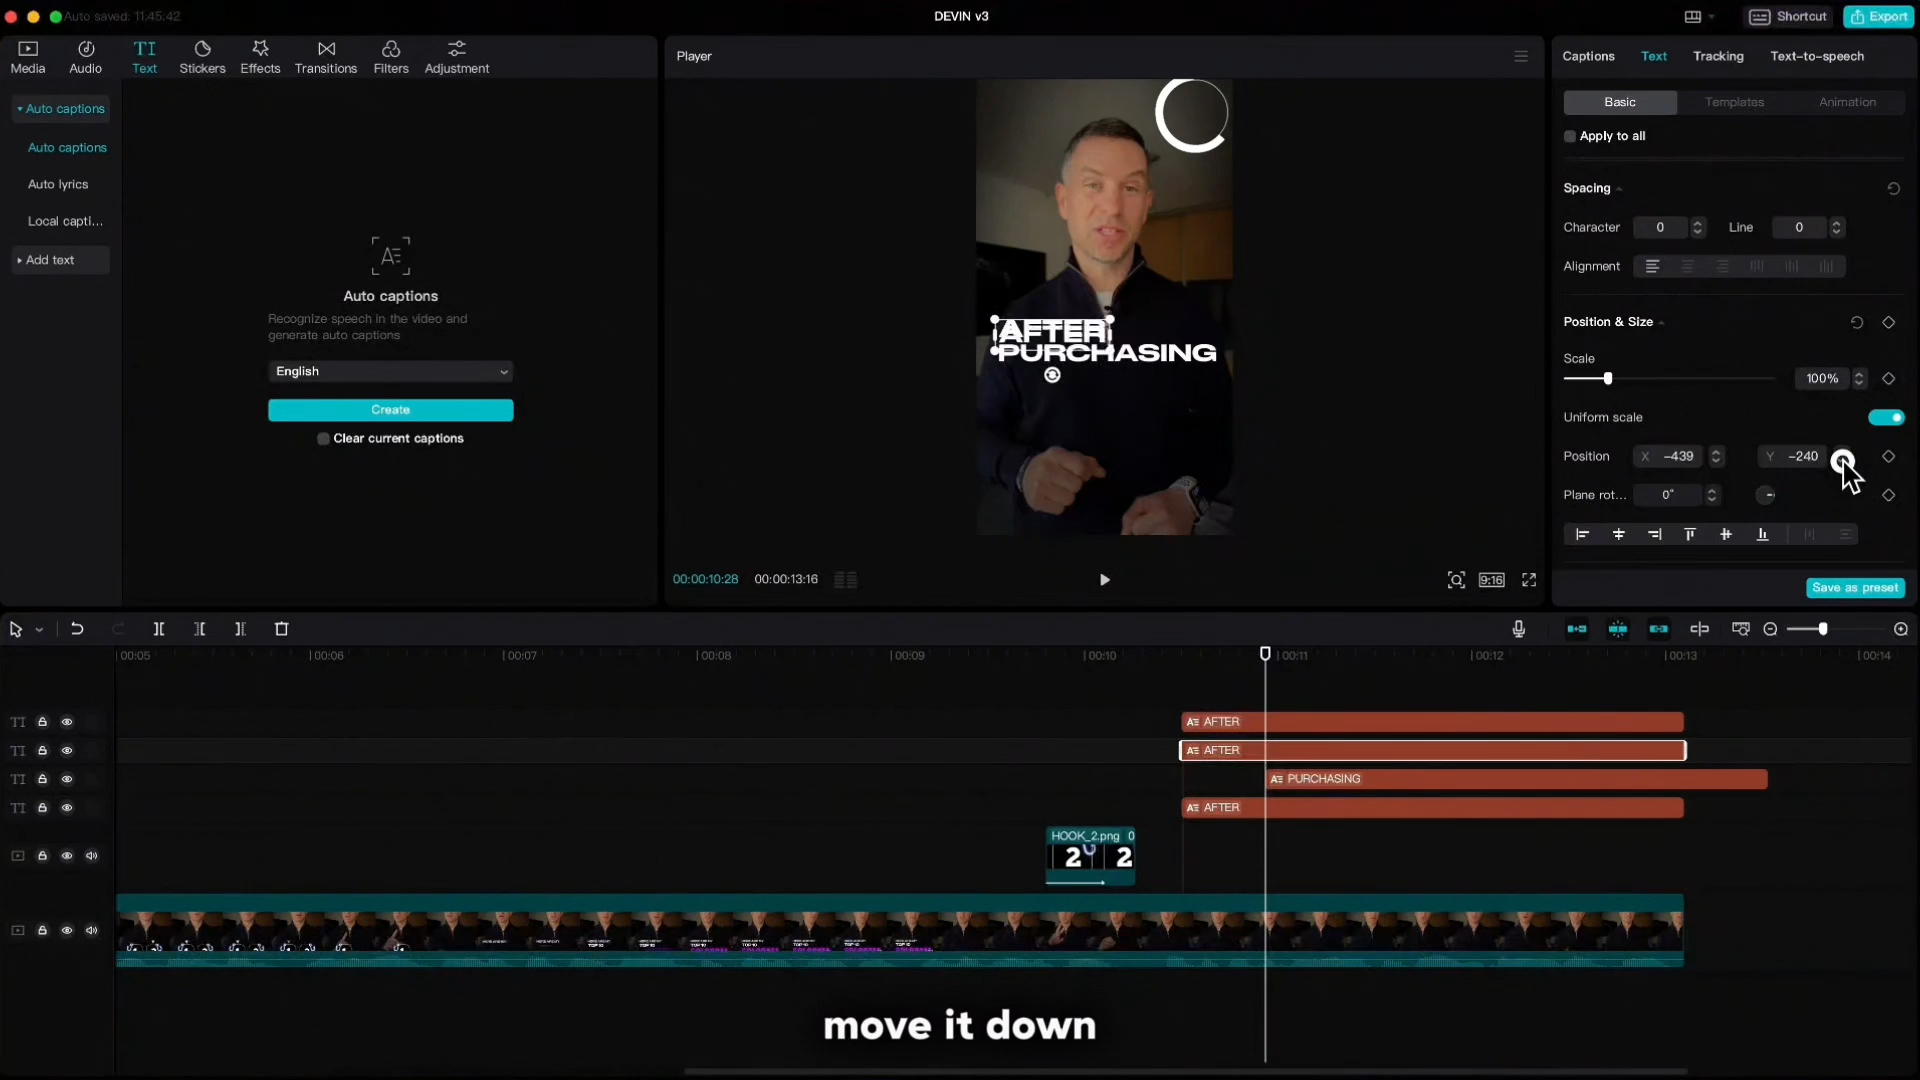 Auto saved: 11:45:42
DEVIN v3
Shortcut
Export
Media
Audio
TI
Text
Stickers
Effects
Transitions
Filters
Adjustment
Player
Captions
Text
Tracking
Text-to-speech
Auto captions
Auto captions
Auto lyrics
Local capti...
Add text
Auto captions
Recognize speech in the video and
generate auto captions
English
Create
Clear current captions
AFTER
PURCHASING
Basic
Templates
Animation
Apply to all
Spacing
Character
0
Line
0
Alignment
Position & Size
Scale
100%
Uniform scale
Position
X -439
Y -240
Plane rot...
0°
Save as preset
00:00:10:28
00:00:13:16
9:16
00:05
00:06
00:07
00:08
00:09
00:10
00:11
00:12
00:13
00:14
TI
AFTER
TI
AFTER
TI
PURCHASING
TI
AFTER
HOOK_2.png 0
2 2
move it down